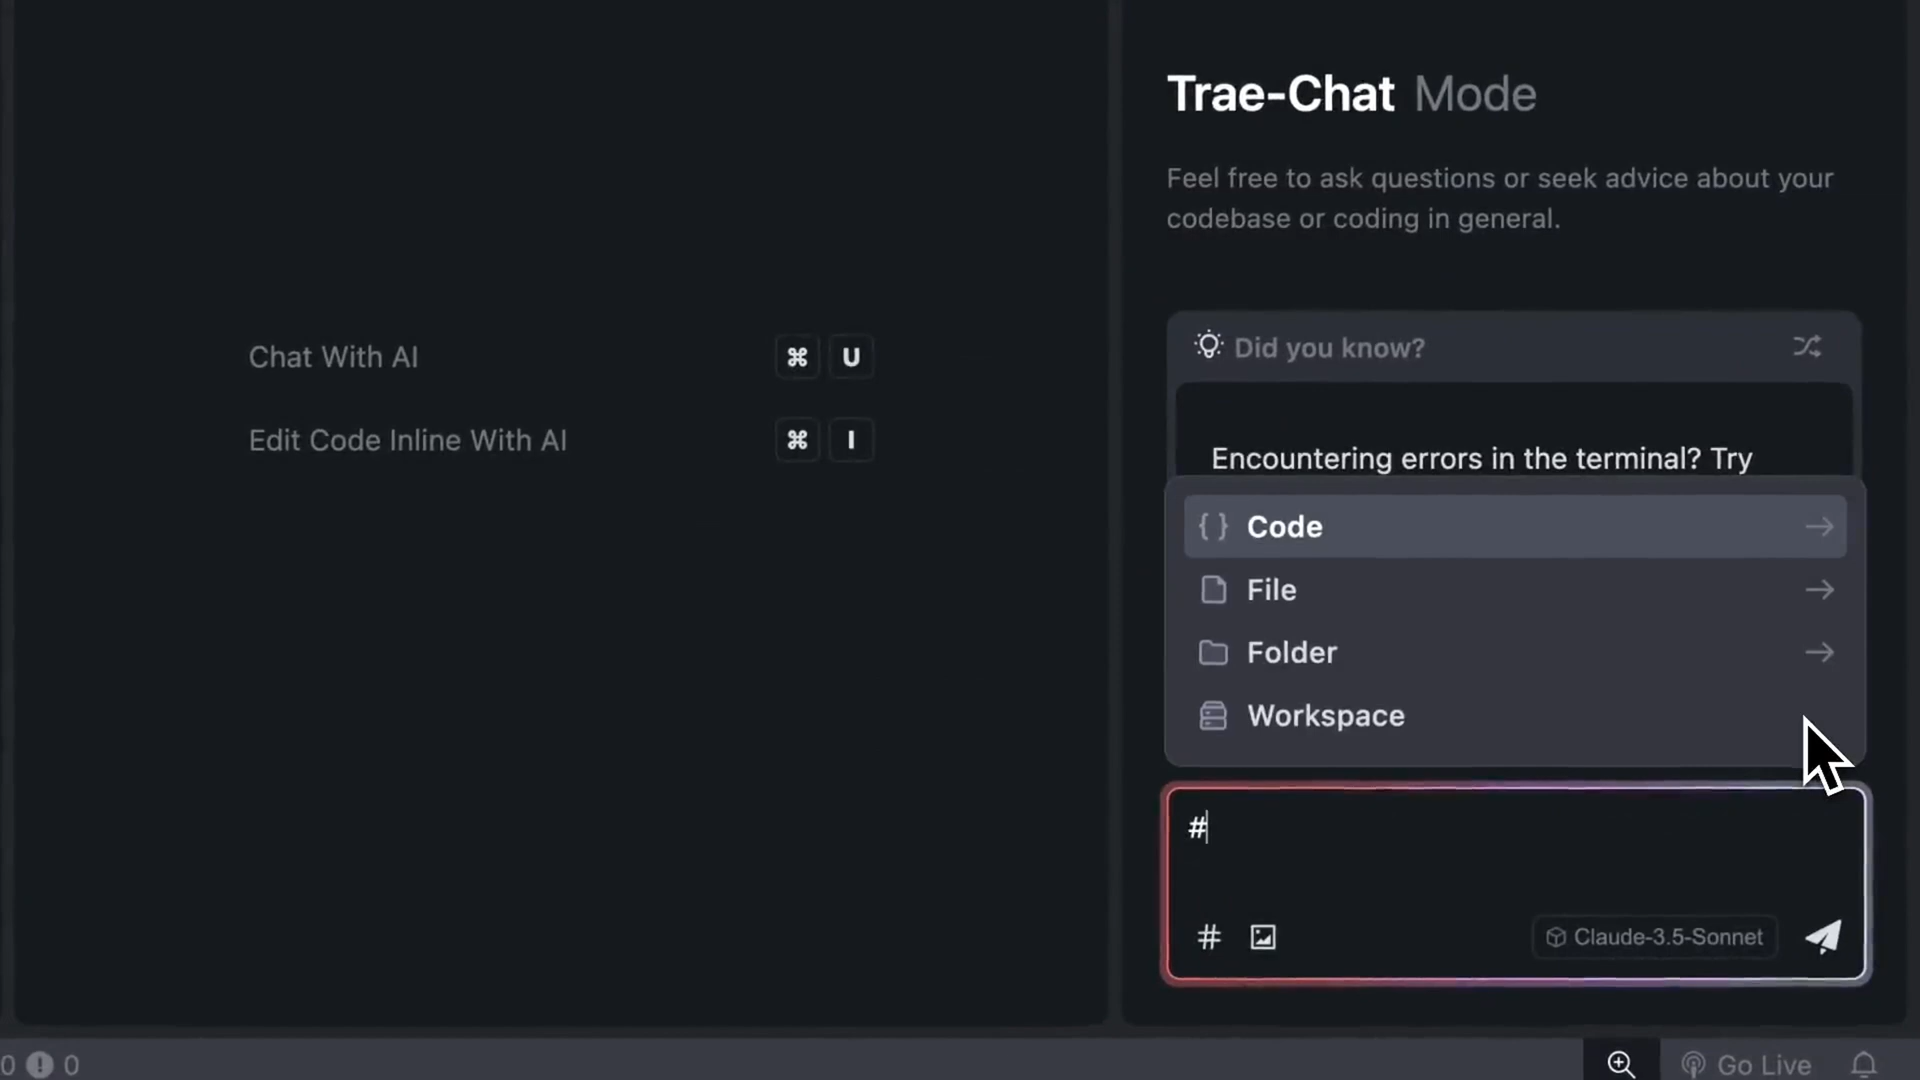 Chat With AI ⌘ U
Edit Code Inline With AI ⌘ I
Trae-Chat Mode
Feel free to ask questions or seek advice about your
codebase or coding in general.
Did you know?
Encountering errors in the terminal? Try
{ } Code →
File →
Folder →
Workspace
#
# Claude-3.5-Sonnet
0 0 Go Live